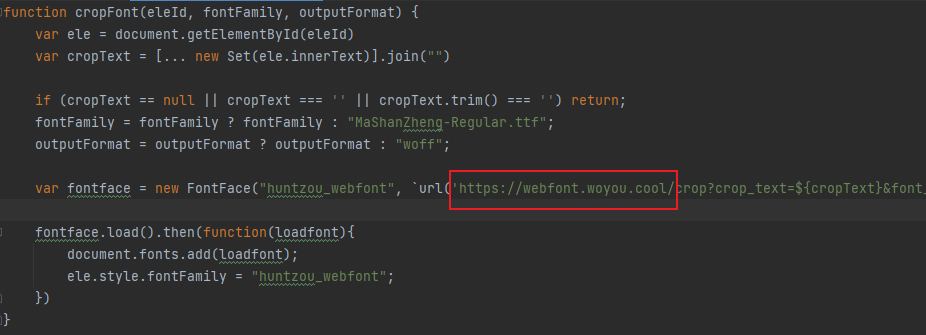 function cropFont(eleId, fontFamily, outputFormat) {
var ele = document.getElementById(eleId)
var cropText = [... new Set(ele.innerText)].join("")
if (cropText == null || cropText === '' || cropText.trim() === '') return;
fontFamily = fontFamily ? fontFamily : "MaShanZheng-Regular.ttf";
outputFormat = outputFormat ? outputFormat : "woff";
var fontface = new FontFace("huntzou_webfont", `url('https://webfont.woyou.cool/crop?crop_text=${cropText}&font_
fontface.load().then(function(loadfont){
document.fonts.add(loadfont);
ele.style.fontFamily = "huntzou_webfont";
})
}